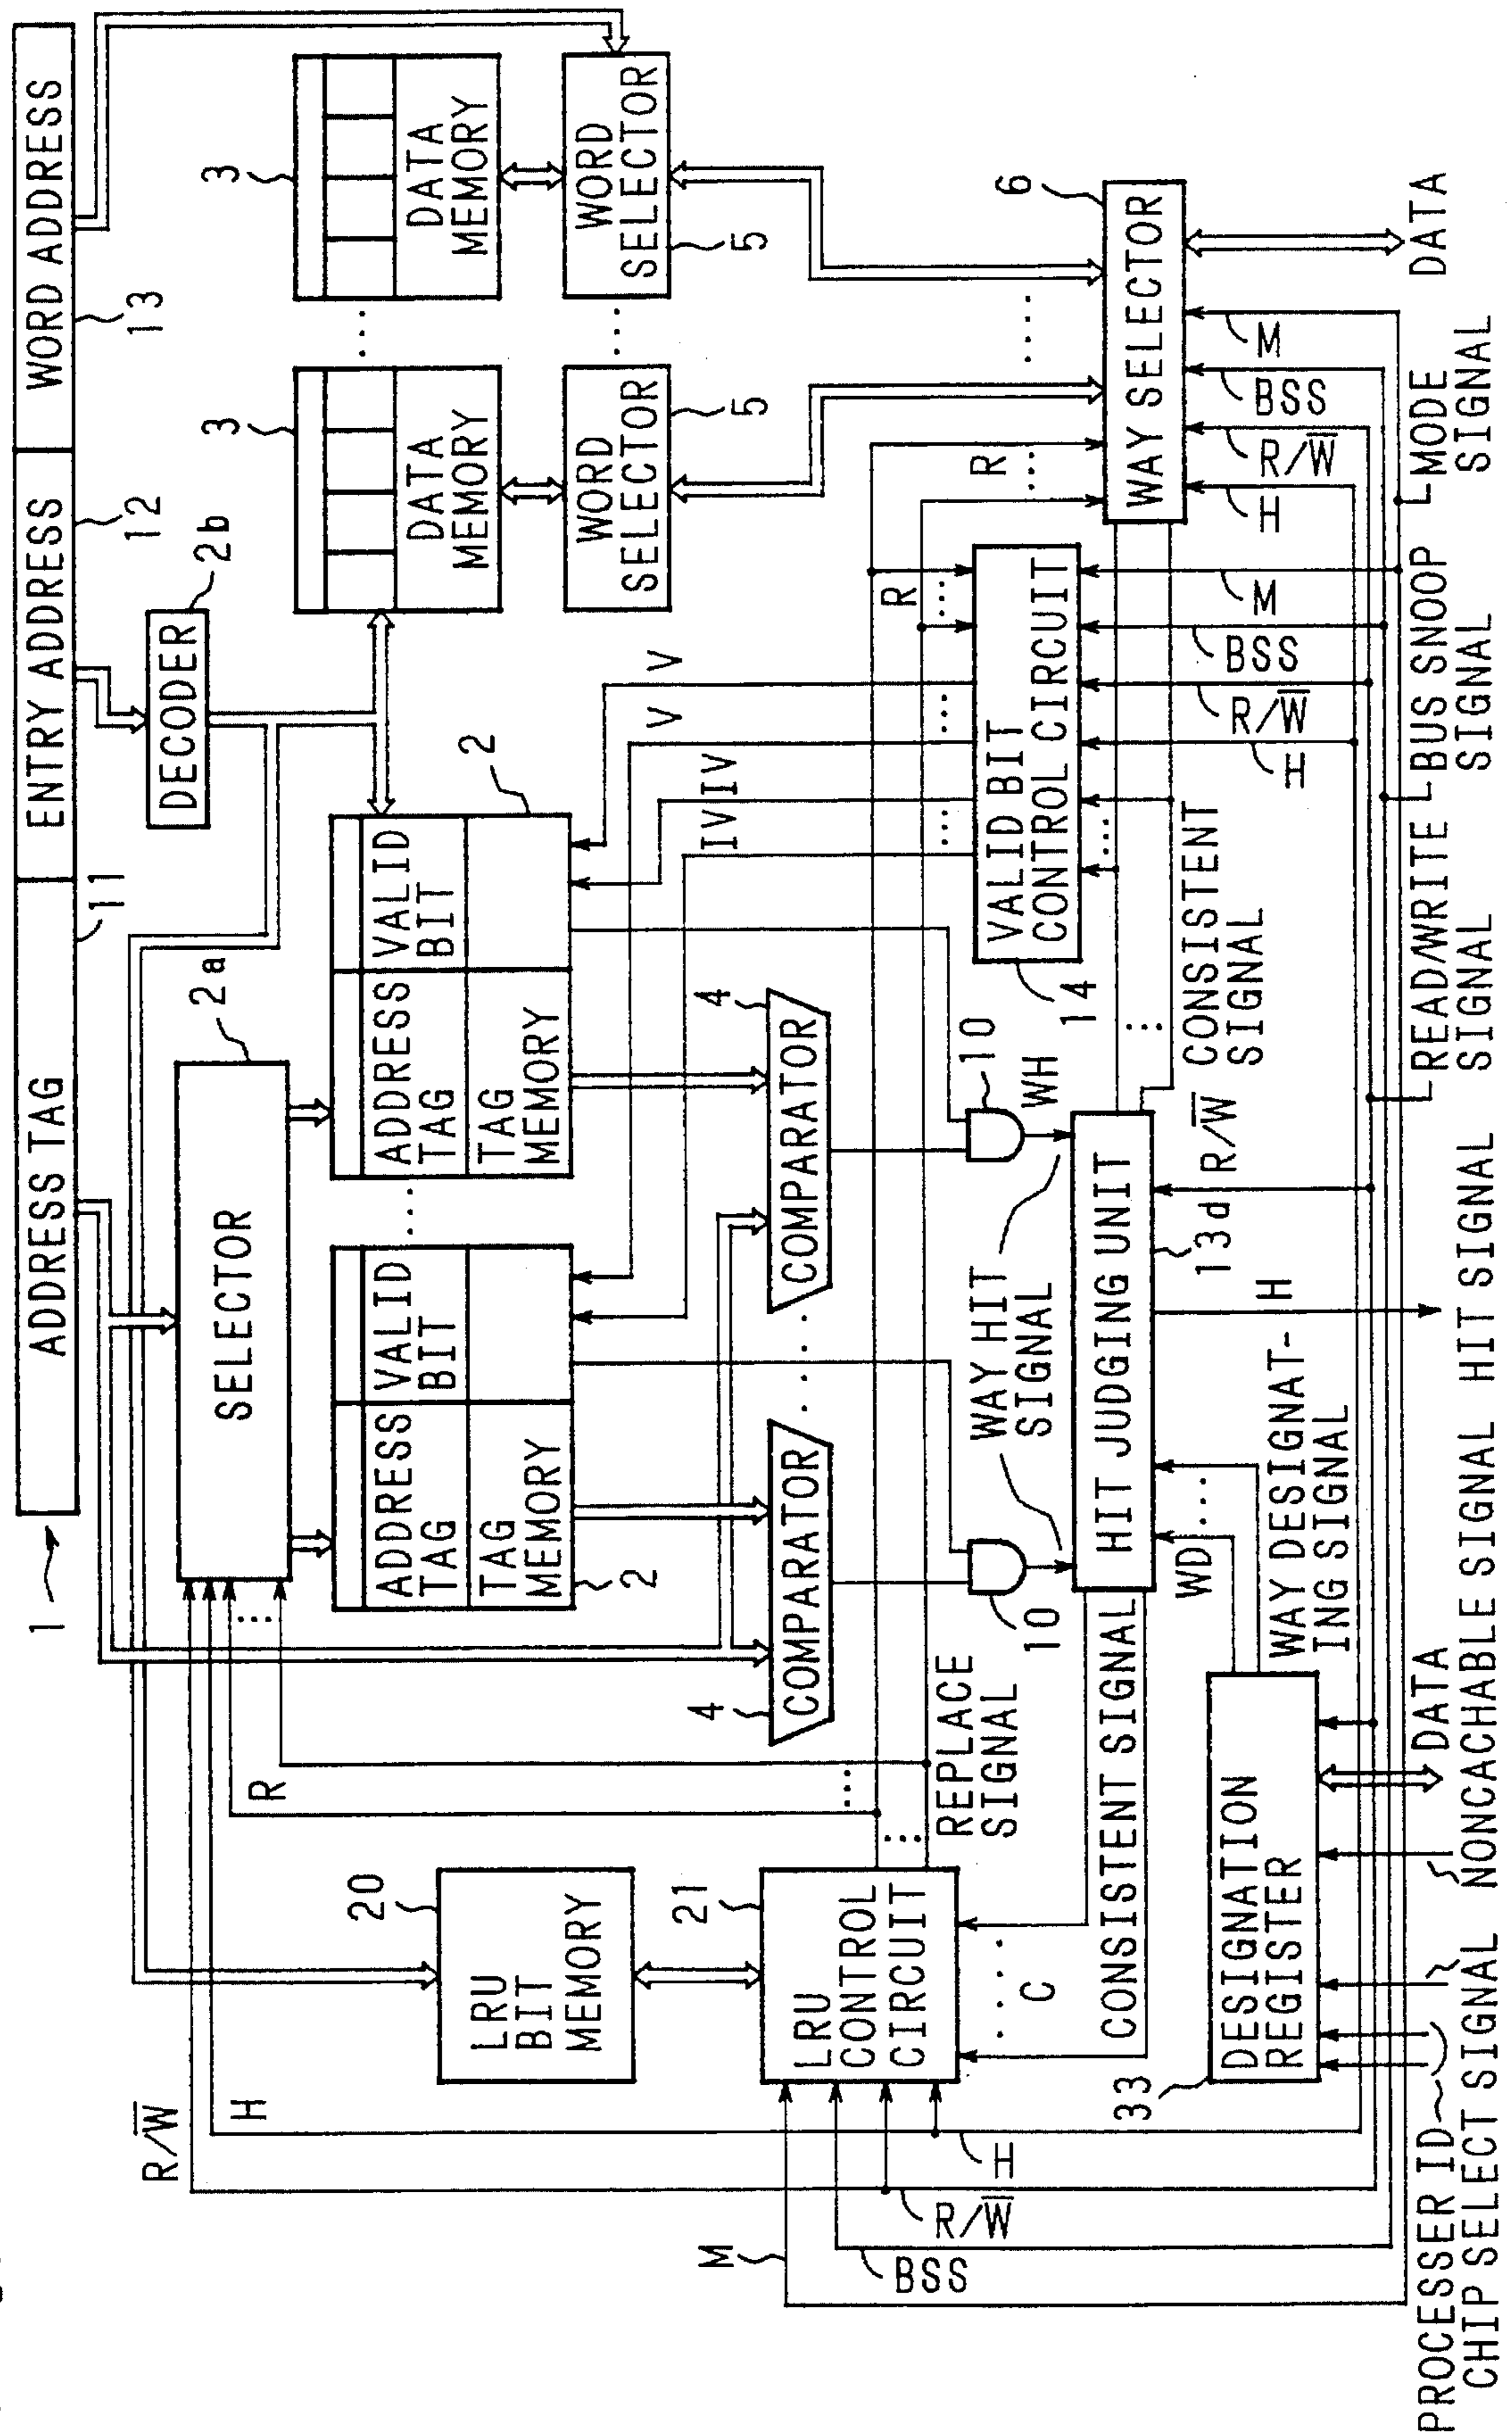 1
ADDRESS TAG
11
ENTRY ADDRESS
12
WORD ADDRESS
13
R/W̅
H
R
SELECTOR
2a
DECODER
2b
ADDRESS
TAG
VALID
BIT
TAG
MEMORY
2
ADDRESS
TAG
VALID
BIT
TAG
MEMORY
2
3
DATA
MEMORY
3
DATA
MEMORY
20
LRU
BIT
MEMORY
WORD
SELECTOR
5
WORD
SELECTOR
5
IV
IV
V
V
4
COMPARATOR
4
COMPARATOR
21
LRU
CONTROL
CIRCUIT
M
BSS
R/W̅
H
REPLACE
SIGNAL
10
10
WH
WAY HIT
SIGNAL
R
R
VALID BIT
CONTROL CIRCUIT
14
6
WAY SELECTOR
C
CONSISTENT SIGNAL
HIT JUDGING UNIT
13d
CONSISTENT
SIGNAL
H
R/W̅
BSS
M
H
R/W̅
BSS
M
33
DESIGNATION
REGISTER
WD
WAY DESIGNAT-
ING SIGNAL
H
R/W̅
PROCESSER ID
CHIP SELECT SIGNAL
NONCACHABLE SIGNAL
DATA
HIT SIGNAL
READ/WRITE
SIGNAL
BUS SNOOP
SIGNAL
MODE
SIGNAL
DATA